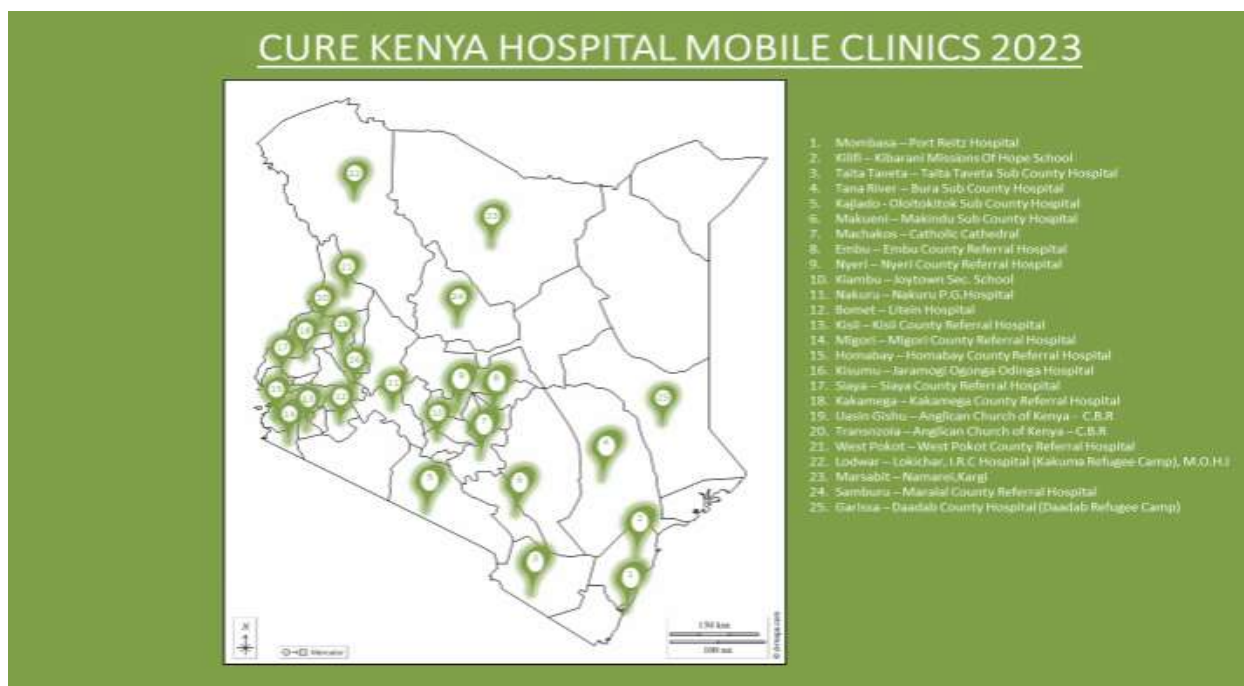 CURE KENYA HOSPITAL MOBILE CLINICS 2023
1. Mombasa – Port Reitz Hospital
2. Kilifi – Kibarani Missions Of Hope School
3. Taita Taveta – Taita Taveta Sub County Hospital
4. Tana River – Bura Sub County Hospital
5. Kajiado - Oloitokitok Sub County Hospital
6. Makueni – Makindu Sub County Hospital
7. Machakos – Catholic Cathedral
8. Embu – Embu County Referral Hospital
9. Nyeri – Nyeri County Referral Hospital
10. Kiambu – Joytown Sec. School
11. Nakuru – Nakuru P.G.Hospital
12. Bomet – Litein Hospital
13. Kisii – Kisii County Referral Hospital
14. Migori – Migori County Referral Hospital
15. Homabay – Homabay County Referral Hospital
16. Kisumu – Jaramogi Ogonga Odinga Hospital
17. Siaya – Siaya County Referral Hospital
18. Kakamega – Kakamega County Referral Hospital
19. Uasin Gishu – Anglican Church of Kenya – C.B.R
20. Transnzoia – Anglican Church of Kenya – C.B.R
21. West Pokot – West Pokot County Referral Hospital
22. Lodwar – Lokichar, I.R.C Hospital (Kakuma Refugee Camp), M.O.H.I
23. Marsabit – Namarei,Kargi
24. Samburu – Maralal County Referral Hospital
25. Garissa – Daadab County Hospital (Daadab Refugee Camp)
Mercator